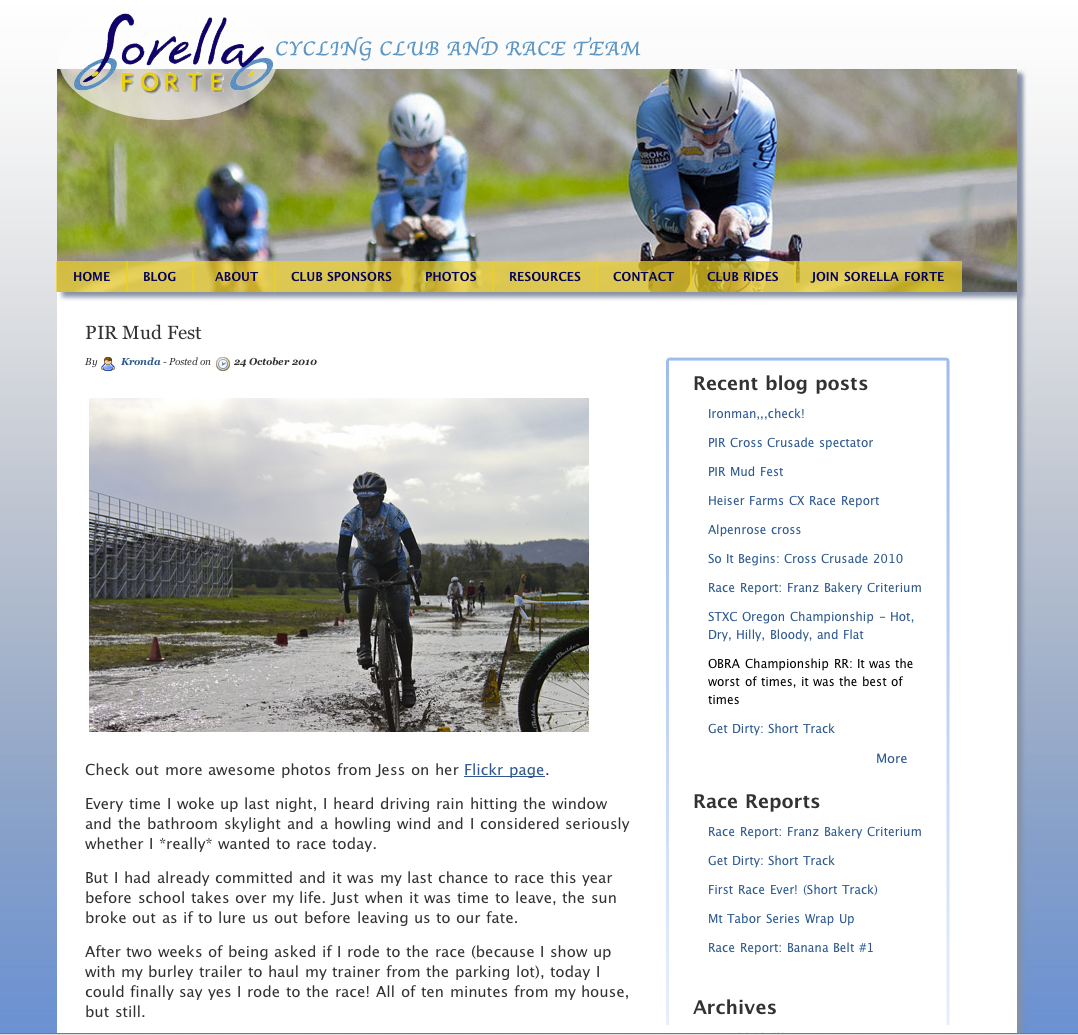 Sorella
FORTE
CYCLING CLUB AND RACE TEAM
HOME BLOG ABOUT CLUB SPONSORS PHOTOS RESOURCES CONTACT CLUB RIDES JOIN SORELLA FORTE
PIR Mud Fest
By Kronda - Posted on 24 October 2010
Check out more awesome photos from Jess on her Flickr page.
Every time I woke up last night, I heard driving rain hitting the window
and the bathroom skylight and a howling wind and I considered seriously
whether I *really* wanted to race today.
But I had already committed and it was my last chance to race this year
before school takes over my life. Just when it was time to leave, the sun
broke out as if to lure us out before leaving us to our fate.
After two weeks of being asked if I rode to the race (because I show up
with my burley trailer to haul my trainer from the parking lot), today I
could finally say yes I rode to the race! All of ten minutes from my house,
but still.
Recent blog posts
Ironman,,,check!
PIR Cross Crusade spectator
PIR Mud Fest
Heiser Farms CX Race Report
Alpenrose cross
So It Begins: Cross Crusade 2010
Race Report: Franz Bakery Criterium
STXC Oregon Championship - Hot,
Dry, Hilly, Bloody, and Flat
OBRA Championship RR: It was the
worst of times, it was the best of
times
Get Dirty: Short Track
More
Race Reports
Race Report: Franz Bakery Criterium
Get Dirty: Short Track
First Race Ever! (Short Track)
Mt Tabor Series Wrap Up
Race Report: Banana Belt #1
Archives